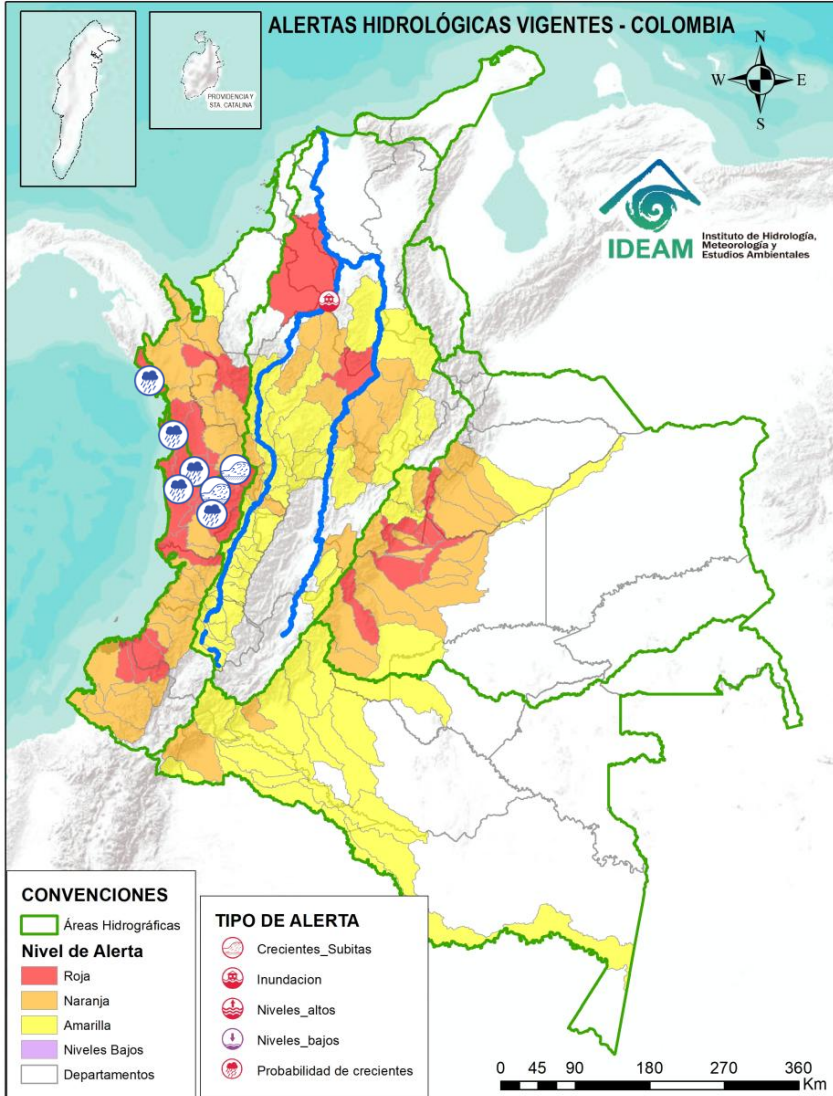 ALERTAS HIDROLÓGICAS VIGENTES - COLOMBIA
PROVIDENCIA Y
STA. CATALINA
N
W
E
S
IDEAM
Instituto de Hidrología,
Meteorología y
Estudios Ambientales
CONVENCIONES
Áreas Hidrográficas
Nivel de Alerta
Roja
Naranja
Amarilla
Niveles Bajos
Departamentos
TIPO DE ALERTA
Crecientes_Subitas
Inundacion
Niveles_altos
Niveles_bajos
Probabilidad de crecientes
0 45 90 180 270 360
Km